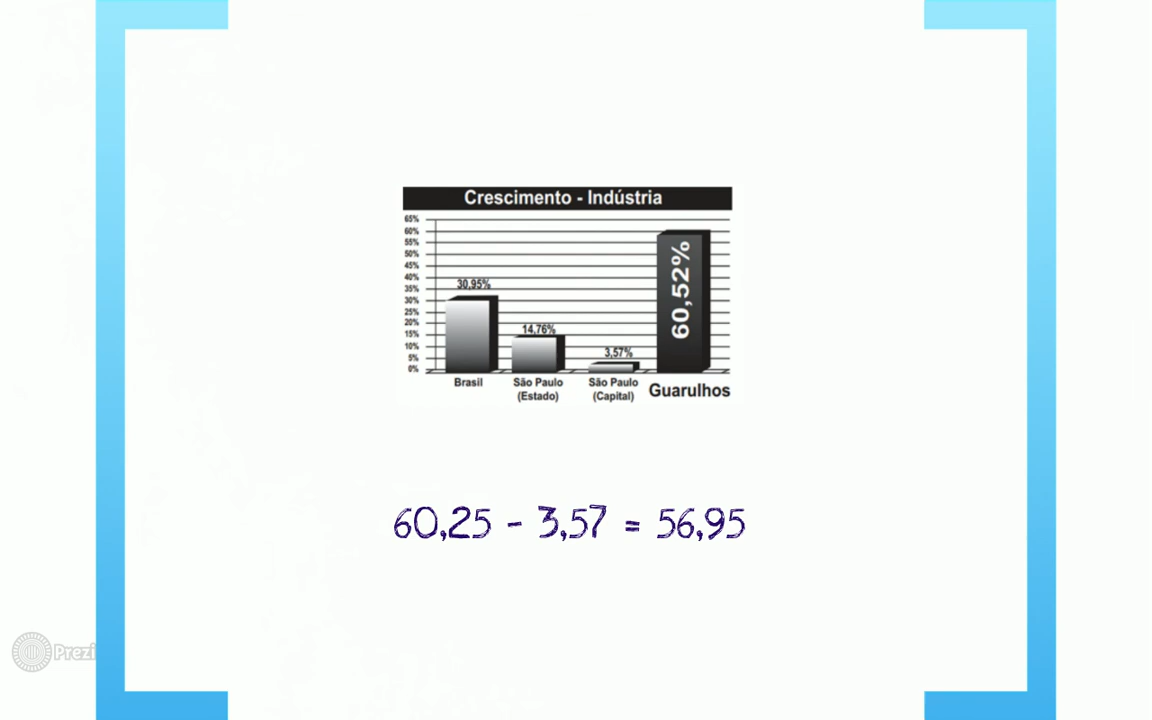 Crescimento - Indústria
65%
60%
55%
50%
45%
40%
35%
30%
25%
20%
15%
10%
5%
0%
30,95%
14,76%
3,57%
60,52%
Brasil
São Paulo
(Estado)
São Paulo
(Capital)
Guarulhos
60,25 - 3,57 = 56,95
Prezi